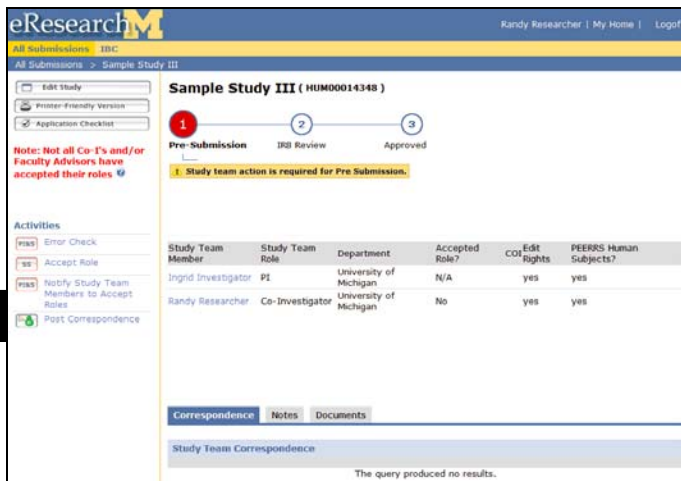 eResearch M
Randy Researcher | My Home | Logof
All Submissions IBC
All Submissions > Sample Study III
Edit Study
Printer-Friendly Version
Application Checklist
Note: Not all Co-I's and/or
Faculty Advisors have
accepted their roles
Activities
Error Check
Accept Role
Notify Study Team
Members to Accept
Roles
Post Correspondence
Sample Study III ( HUM00014348 )
1 2 3
Pre-Submission IRB Review Approved
! Study team action is required for Pre Submission.
Study Team Member Study Team Role Department Accepted Role? COI Edit Rights PEERRS Human Subjects?
Ingrid Investigator PI University of Michigan N/A yes yes
Randy Researcher Co-Investigator University of Michigan No yes yes
Correspondence Notes Documents
Study Team Correspondence
The query produced no results.